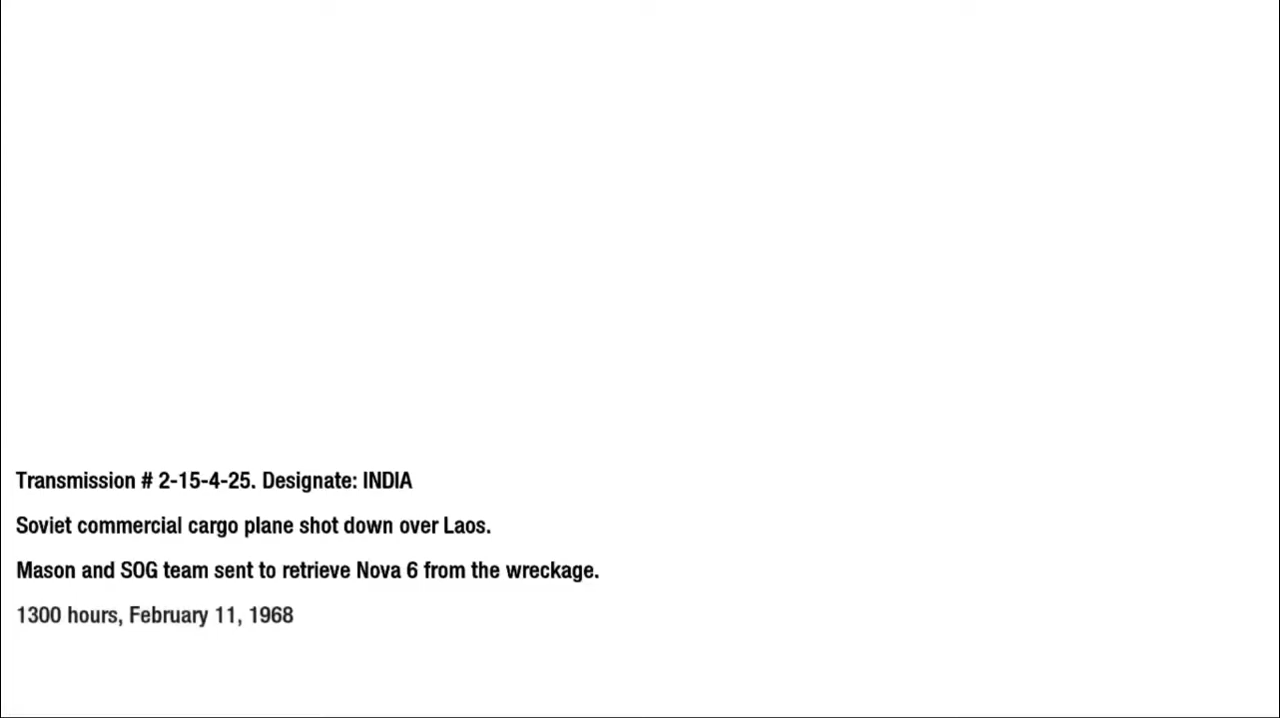 Transmission # 2-15-4-25. Designate: INDIA
Soviet commercial cargo plane shot down over Laos.
Mason and SOG team sent to retrieve Nova 6 from the wreckage.
1300 hours, February 11, 1968